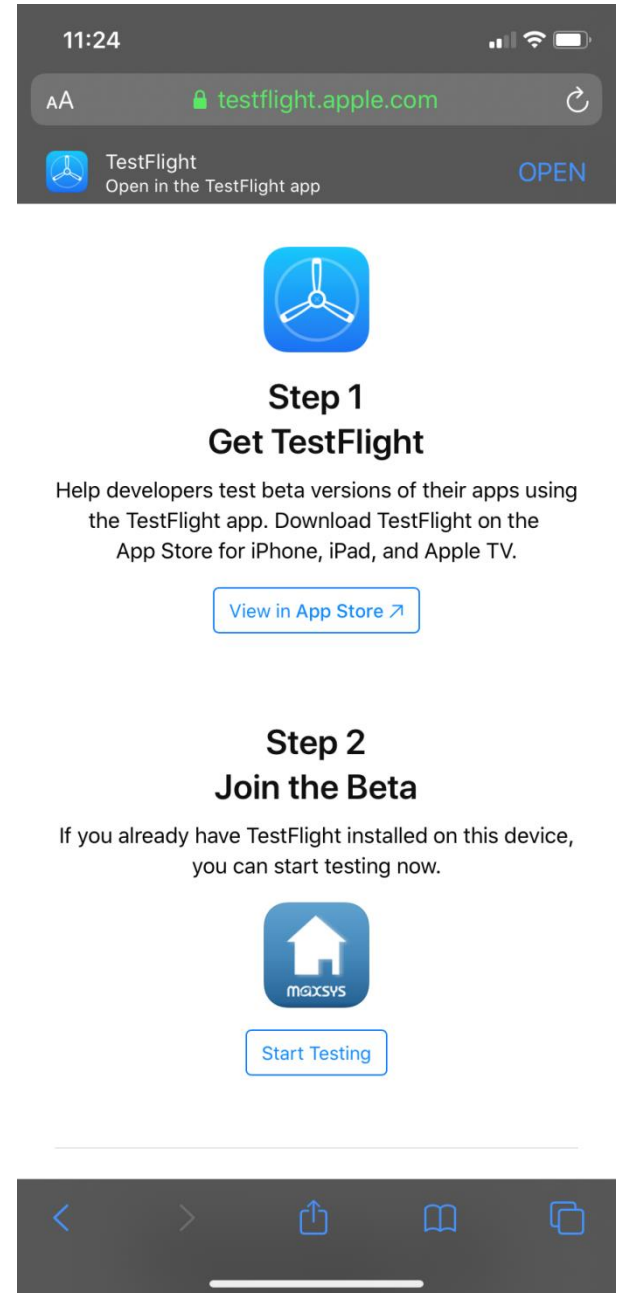 11:24
AA
testflight.apple.com
TestFlight
Open in the TestFlight app
OPEN
Step 1
Get TestFlight
Help developers test beta versions of their apps using
the TestFlight app. Download TestFlight on the
App Store for iPhone, iPad, and Apple TV.
View in App Store ↗
Step 2
Join the Beta
If you already have TestFlight installed on this device,
you can start testing now.
maxsys
Start Testing